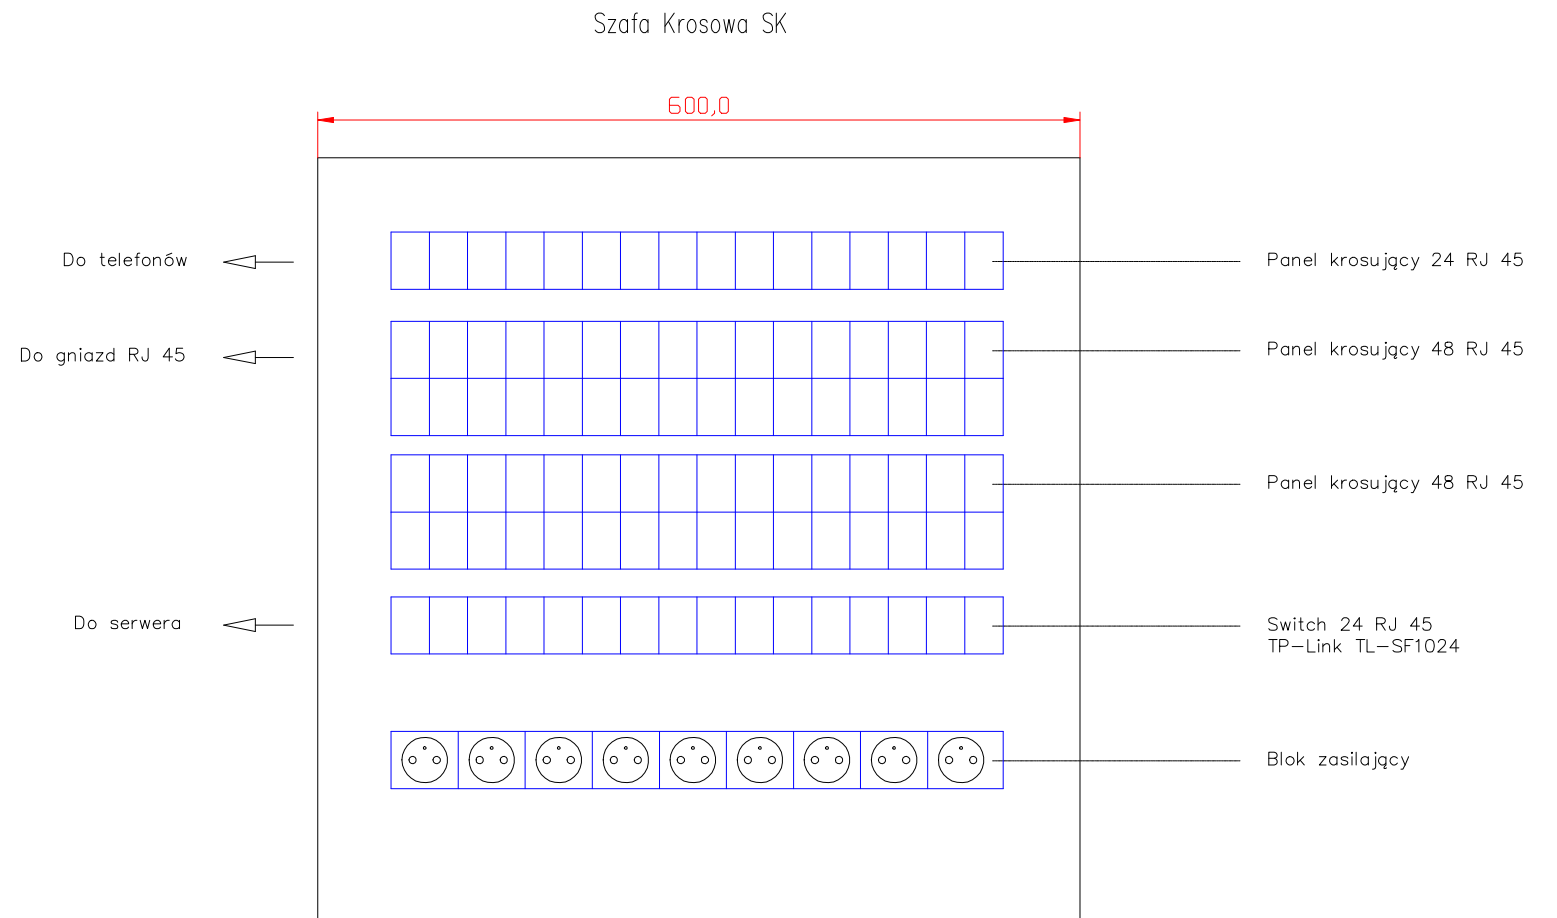 Szafa Krosowa SK
600,0
Do telefonów
Panel krosujący 24 RJ 45
Do gniazd RJ 45
Panel krosujący 48 RJ 45
Panel krosujący 48 RJ 45
Do serwera
Switch 24 RJ 45
TP-Link TL-SF1024
Blok zasilający